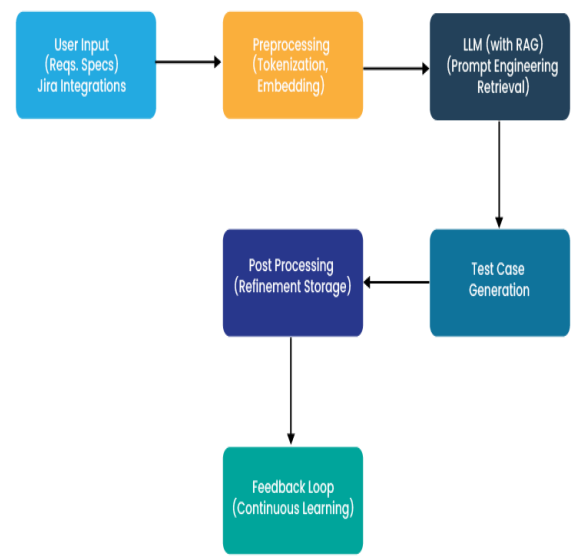 User Input
(Reqs. Specs)
Jira Integrations
Preprocessing
(Tokenization,
Embedding)
LLM (with RAG)
(Prompt Engineering
Retrieval)
Test Case
Generation
Post Processing
(Refinement Storage)
Feedback Loop
(Continuous Learning)